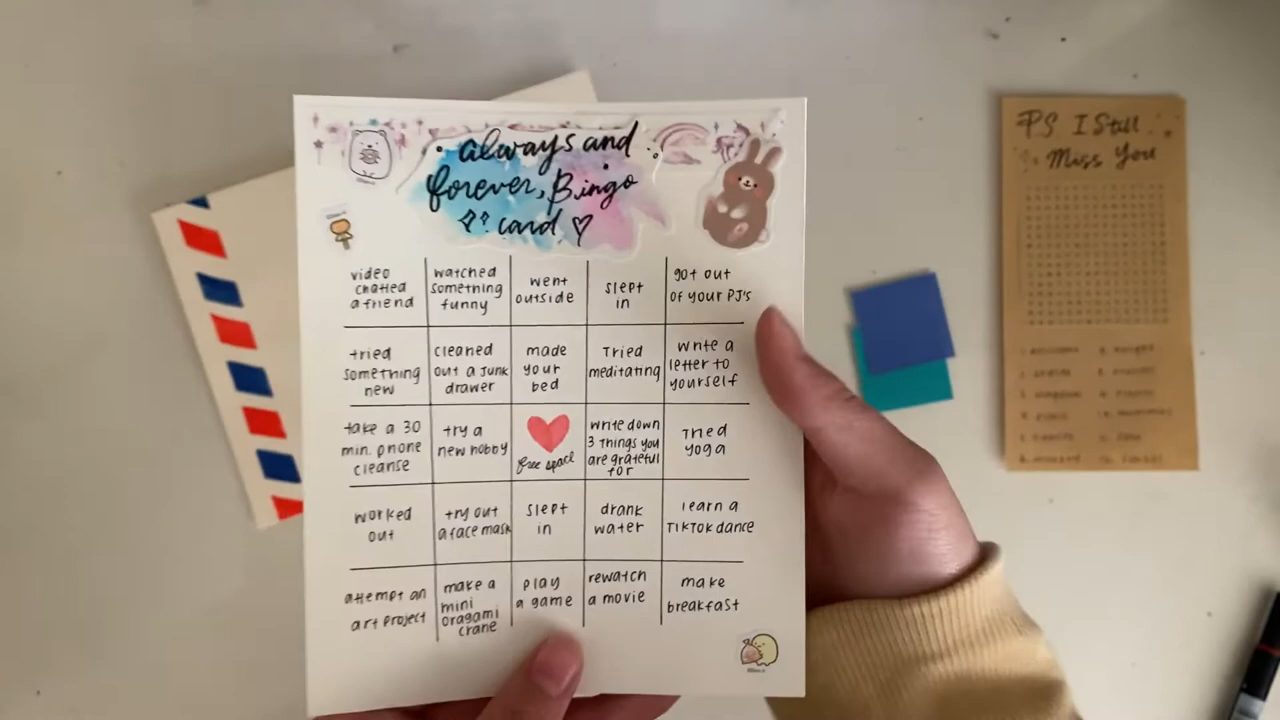 always and
forever, Bingo
card
video
chatted
a friend
watched
something
funny
went
outside
slept
in
got out
of your PJ's
tried
something
new
cleaned
out a junk
drawer
made
your
bed
Tried
meditating
write a
letter to
yourself
take a 30
min. phone
cleanse
try a
new hobby
free space
write down
3 things you
are grateful
for
Tried
yoga
worked
out
try out
a face mask
slept
in
drank
water
learn a
TIKTOK dance
attempt an
art project
make a
mini
oragami
crane
play
a game
rewatch
a movie
make
breakfast
PS I Still
Miss You